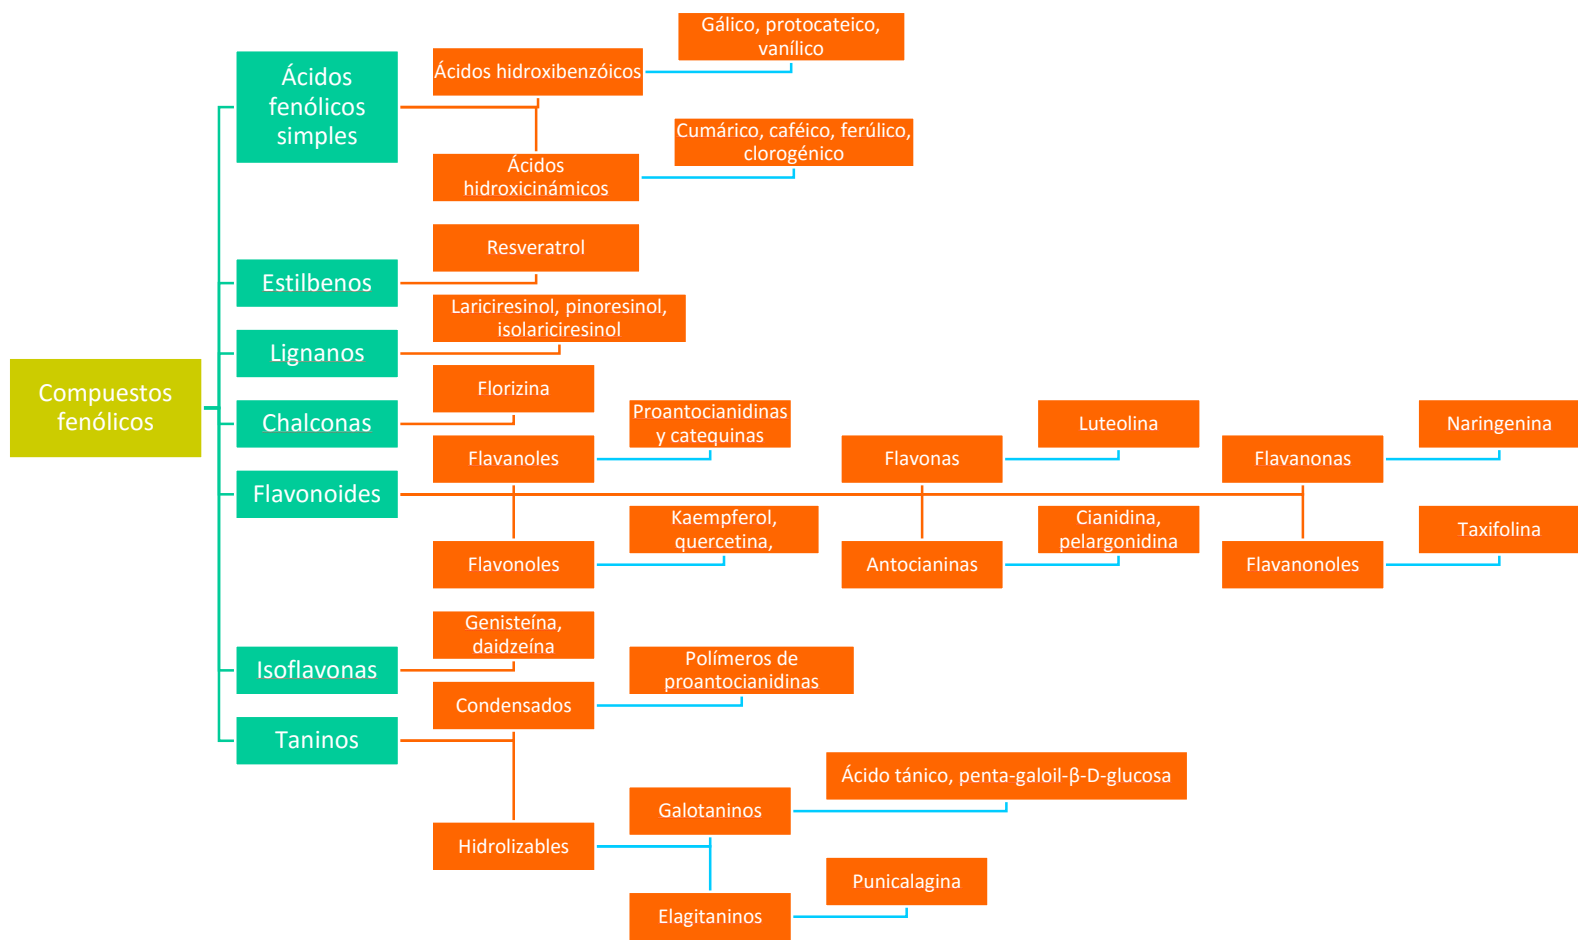 Gálico, protocateico,
vanílico
Ácidos hidroxibenzóicos
Ácidos
fenólicos
simples
Cumárico, caféico, ferúlico,
clorogénico
Ácidos
hidroxicinámicos
Resveratrol
Estilbenos
Lariciresinol, pinoresinol,
isolariciresinol
Lignanos
Compuestos
fenólicos
Florizina
Chalconas
Proantocianidinas
y catequinas
Luteolina
Naringenina
Flavanoles
Flavonas
Flavanonas
Flavonoides
Kaempferol,
quercetina,
Cianidina,
pelargonidina
Taxifolina
Flavonoles
Antocianinas
Flavanonoles
Genisteína,
daidzeína
Isoflavonas
Polímeros de
proantocianidinas
Condensados
Taninos
Ácido tánico, penta-galoil-β-D-glucosa
Galotaninos
Hidrolizables
Punicalagina
Elagitaninos